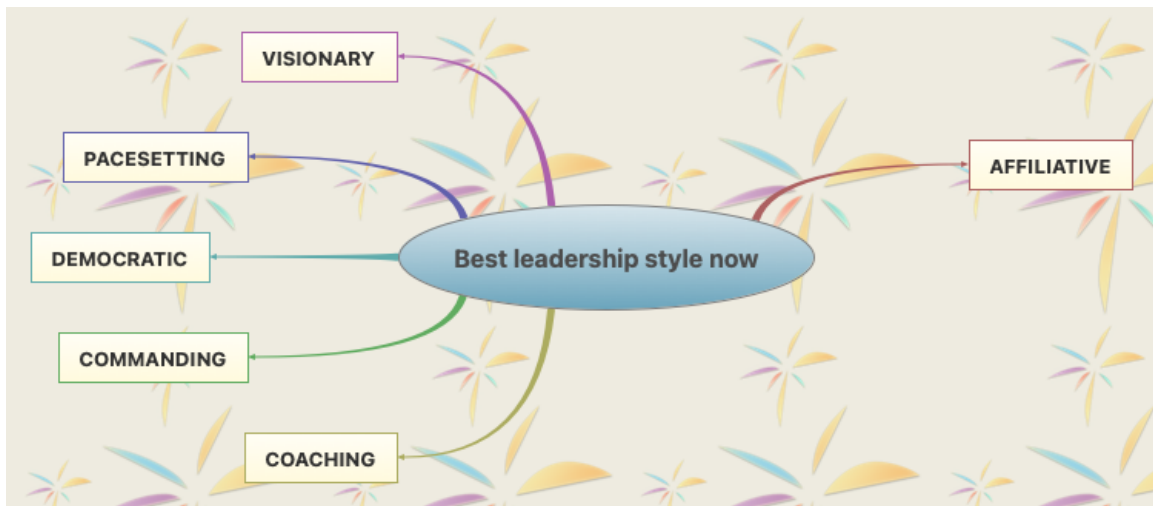 VISIONARY
PACESETTING
AFFILIATIVE
DEMOCRATIC
Best leadership style now
COMMANDING
COACHING